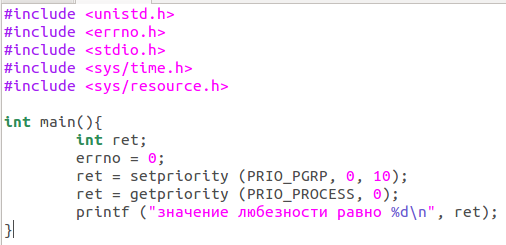 #include <unistd.h>
#include <errno.h>
#include <stdio.h>
#include <sys/time.h>
#include <sys/resource.h>
int main(){
int ret;
errno = 0;
ret = setpriority (PRIO_PGRP, 0, 10);
ret = getpriority (PRIO_PROCESS, 0);
printf ("значение любезности равно %d\n", ret);
}